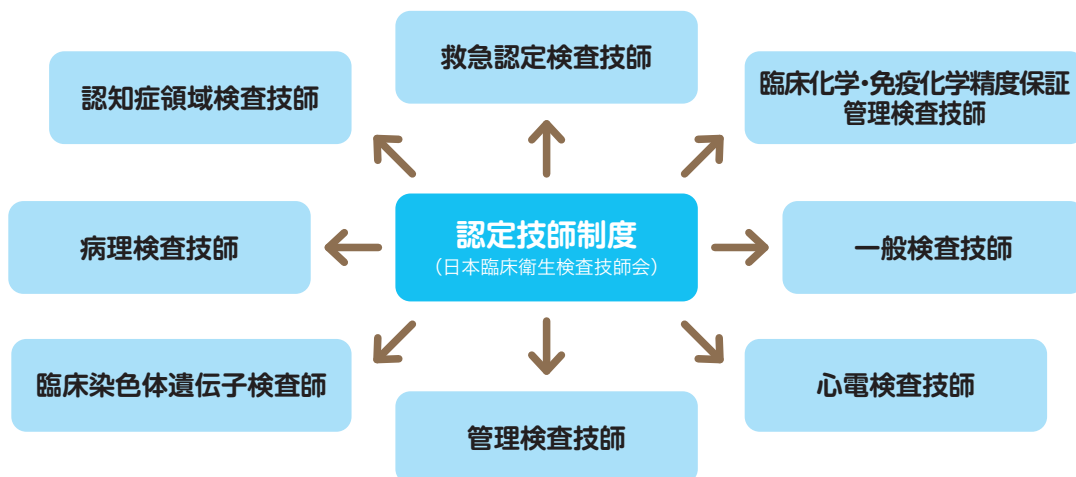 救急認定検査技師
認知症領域検査技師
臨床化学・免疫化学精度保証
管理検査技師
病理検査技師
認定技師制度
（日本臨床衛生検査技師会）
一般検査技師
臨床染色体遺伝子検査師
管理検査技師
心電検査技師